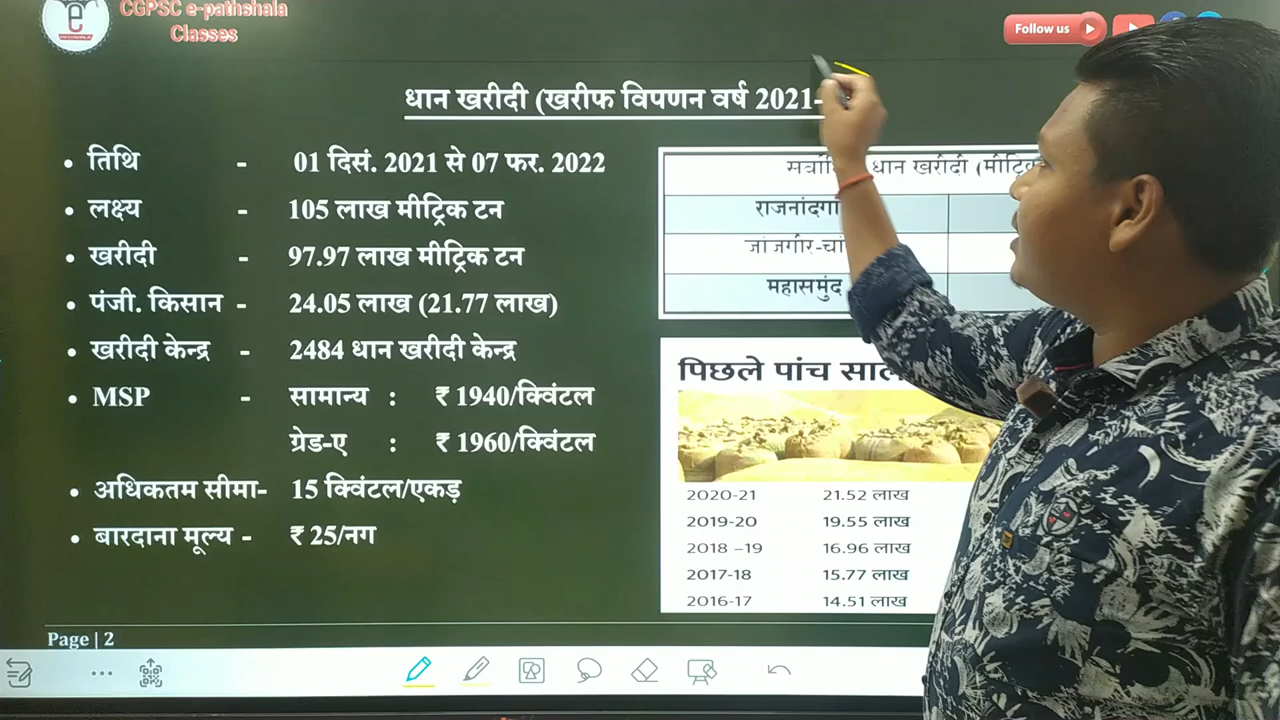 CGPSC e-pathshala
Classes
Follow us
धान खरीदी (खरीफ विपणन वर्ष 2021-
• तिथि - 01 दिसं. 2021 से 07 फर. 2022
• लक्ष्य - 105 लाख मीट्रिक टन
• खरीदी - 97.97 लाख मीट्रिक टन
• पंजी. किसान - 24.05 लाख (21.77 लाख)
• खरीदी केन्द्र - 2484 धान खरीदी केन्द्र
• MSP - सामान्य : ₹ 1940/क्विंटल
ग्रेड-ए : ₹ 1960/क्विंटल
• अधिकतम सीमा- 15 क्विंटल/एकड़
• बारदाना मूल्य - ₹ 25/नग
धान खरीदी
महासमुंद
पिछले पांच
2020-21 21.52 लाख
2019-20 19.55 लाख
2018 –19 16.96 लाख
2017-18 15.77 लाख
2016-17 14.51 लाख
Page | 2